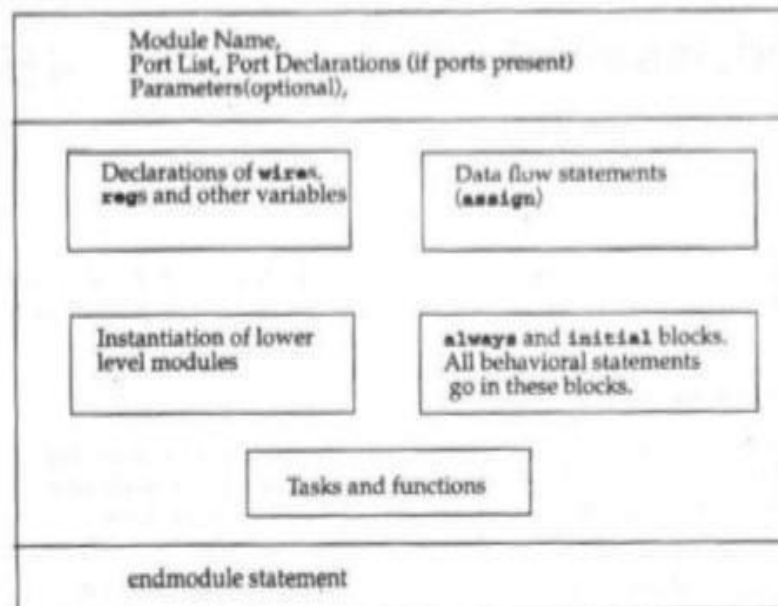 Module Name,
Port List, Port Declarations (if ports present)
Parameters(optional),
Declarations of wires,
regs and other variables
Data flow statements
(assign)
Instantiation of lower
level modules
always and initial blocks.
All behavioral statements
go in these blocks.
Tasks and functions
endmodule statement